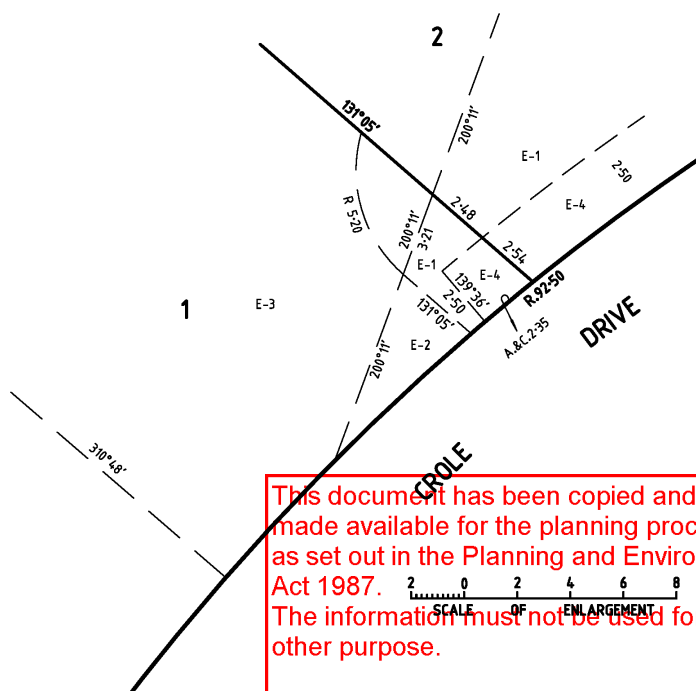 2
131°05'
200°11'
E-1
2·50
E-4
R 5·20
2·48
200°11'
3·21
2·54
E-1
E-4
139°36'
2·50
R.92·50
1
E-3
131°05'
A.&C.2·35
DRIVE
E-2
200°11'
310°48'
CROLE
This document has been copied and
made available for the planning proc
as set out in the Planning and Enviro
Act 1987.
The information must not be used fo
other purpose.
2 0 2 4 6 8
SCALE OF ENLARGEMENT